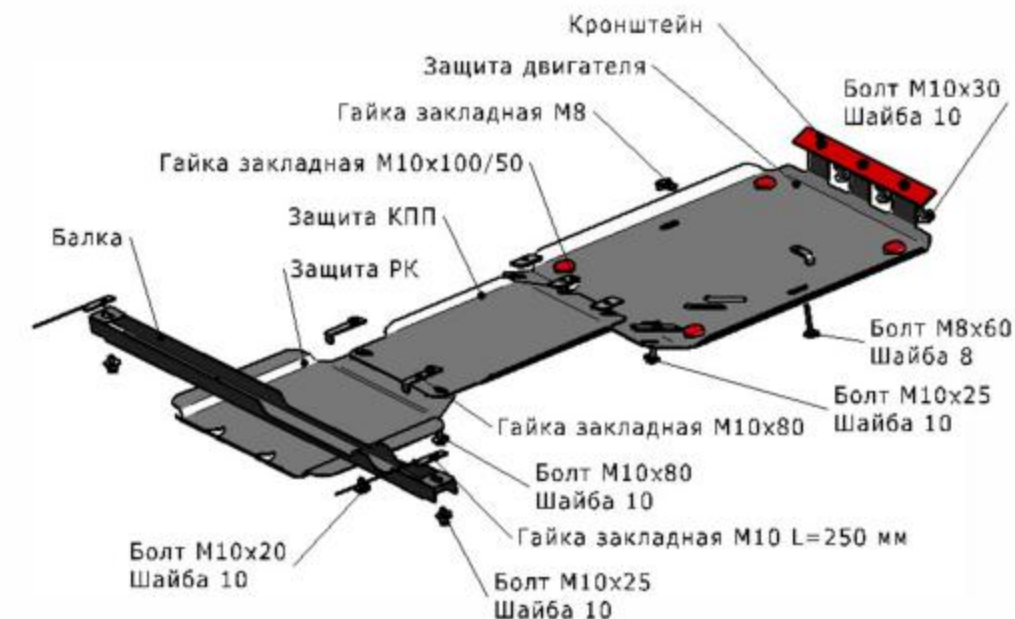 Кронштейн
Защита двигателя
Болт М10х30
Шайба 10
Гайка закладная М8
Гайка закладная М10х100/50
Защита КПП
Балка
Защита РК
Болт М8х60
Шайба 8
Болт М10х25
Шайба 10
Гайка закладная М10х80
Болт М10х80
Шайба 10
Гайка закладная М10 L=250 мм
Болт М10х20
Шайба 10
Болт М10х25
Шайба 10